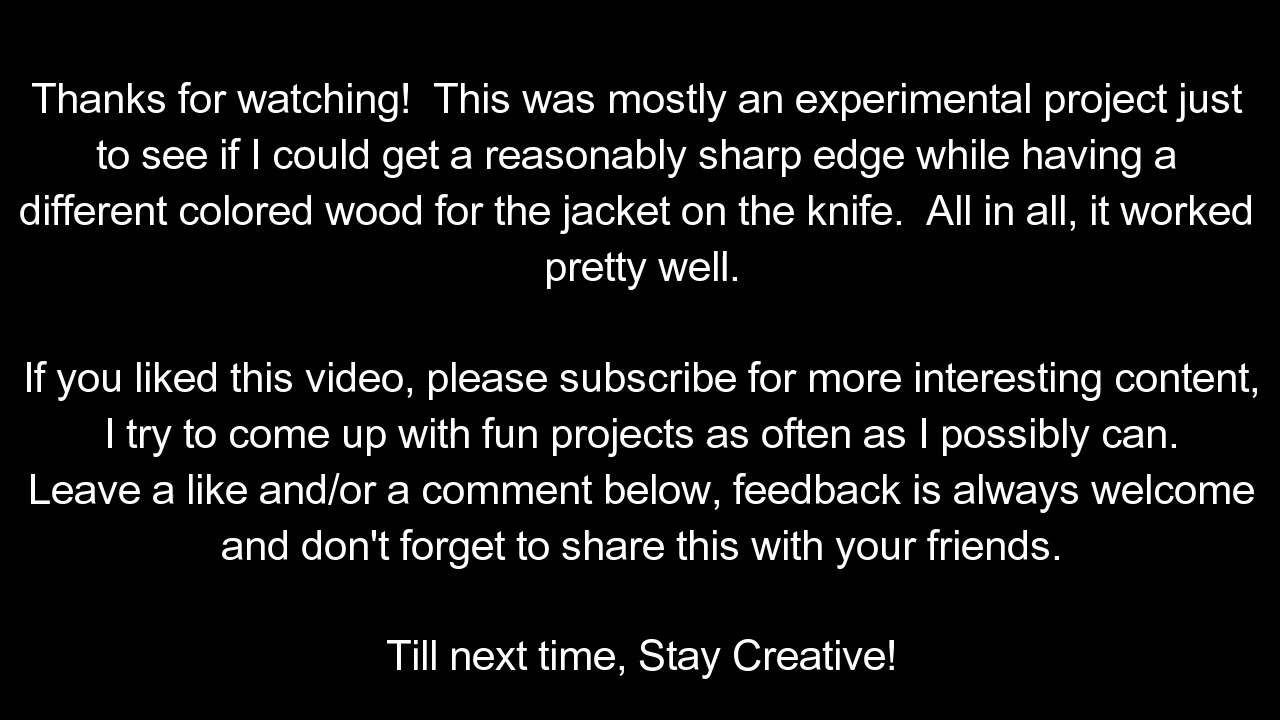 Thanks for watching!  This was mostly an experimental project just
to see if I could get a reasonably sharp edge while having a
different colored wood for the jacket on the knife.  All in all, it worked
pretty well.
If you liked this video, please subscribe for more interesting content,
I try to come up with fun projects as often as I possibly can.
Leave a like and/or a comment below, feedback is always welcome
and don't forget to share this with your friends.
Till next time, Stay Creative!